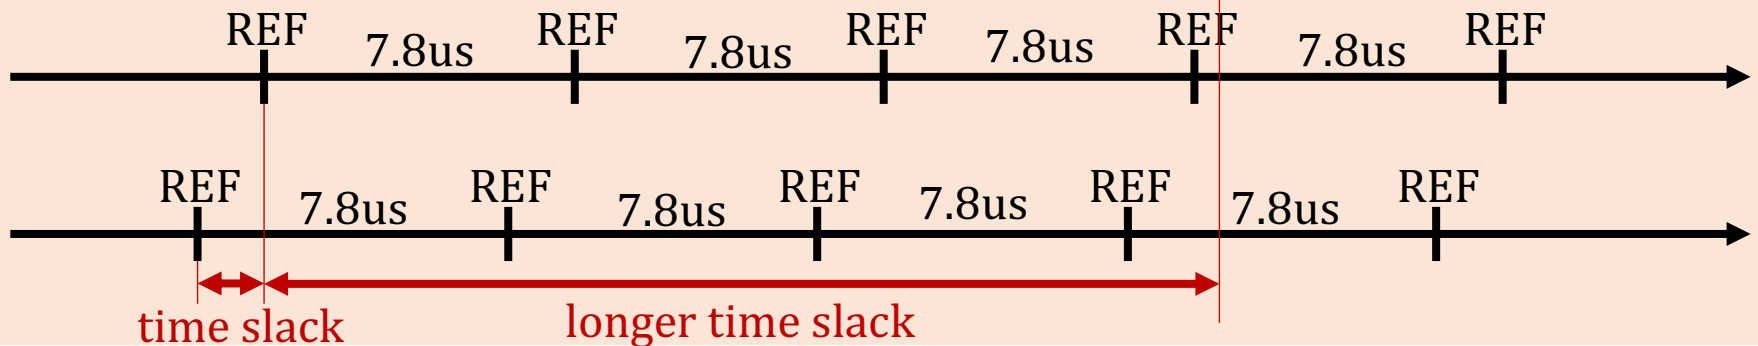 REF 7.8us REF 7.8us REF 7.8us REF 7.8us REF
REF 7.8us REF 7.8us REF 7.8us REF 7.8us REF
time slack longer time slack